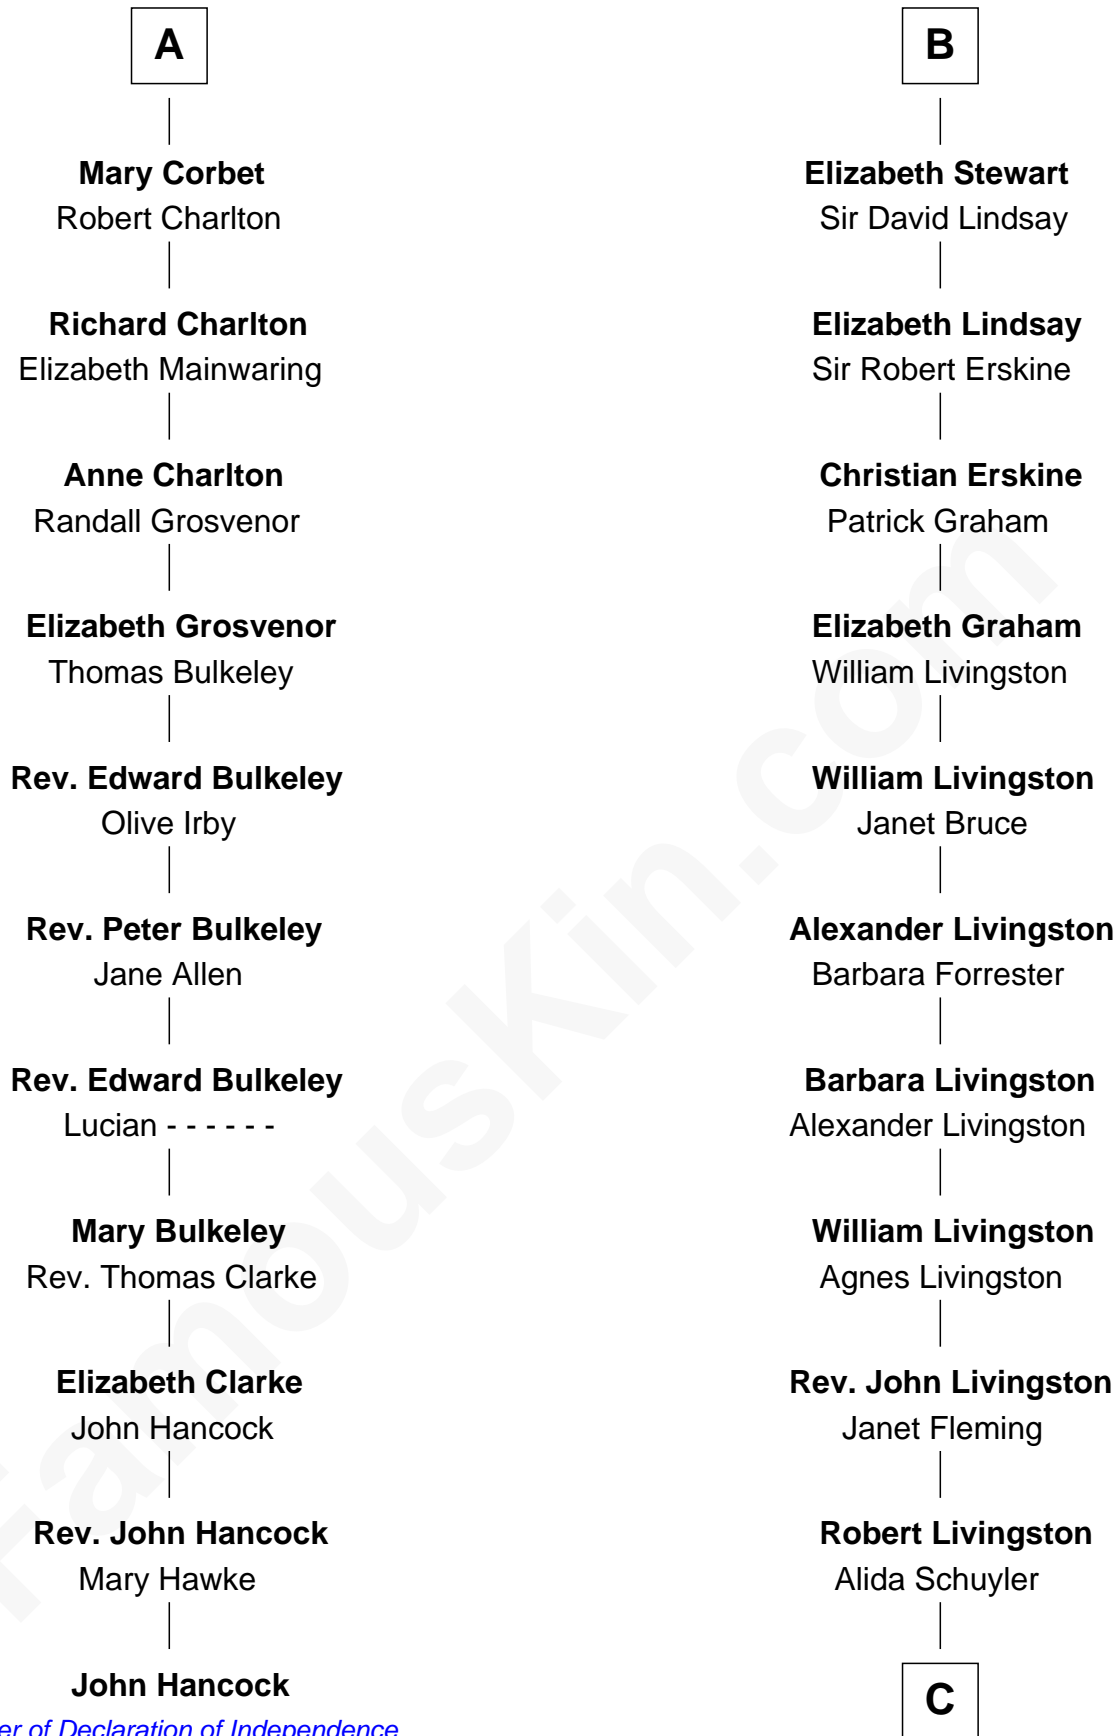 A
Mary Corbet
Robert Charlton
Richard Charlton
Elizabeth Mainwaring
Anne Charlton
Randall Grosvenor
Elizabeth Grosvenor
Thomas Bulkeley
Rev. Edward Bulkeley
Olive Irby
Rev. Peter Bulkeley
Jane Allen
Rev. Edward Bulkeley
Lucian - - - - - -
Mary Bulkeley
Rev. Thomas Clarke
Elizabeth Clarke
John Hancock
Rev. John Hancock
Mary Hawke
John Hancock
er of Declaration of Independence
B
Elizabeth Stewart
Sir David Lindsay
Elizabeth Lindsay
Sir Robert Erskine
Christian Erskine
Patrick Graham
Elizabeth Graham
William Livingston
William Livingston
Janet Bruce
Alexander Livingston
Barbara Forrester
Barbara Livingston
Alexander Livingston
William Livingston
Agnes Livingston
Rev. John Livingston
Janet Fleming
Robert Livingston
Alida Schuyler
C
FamousKin.com